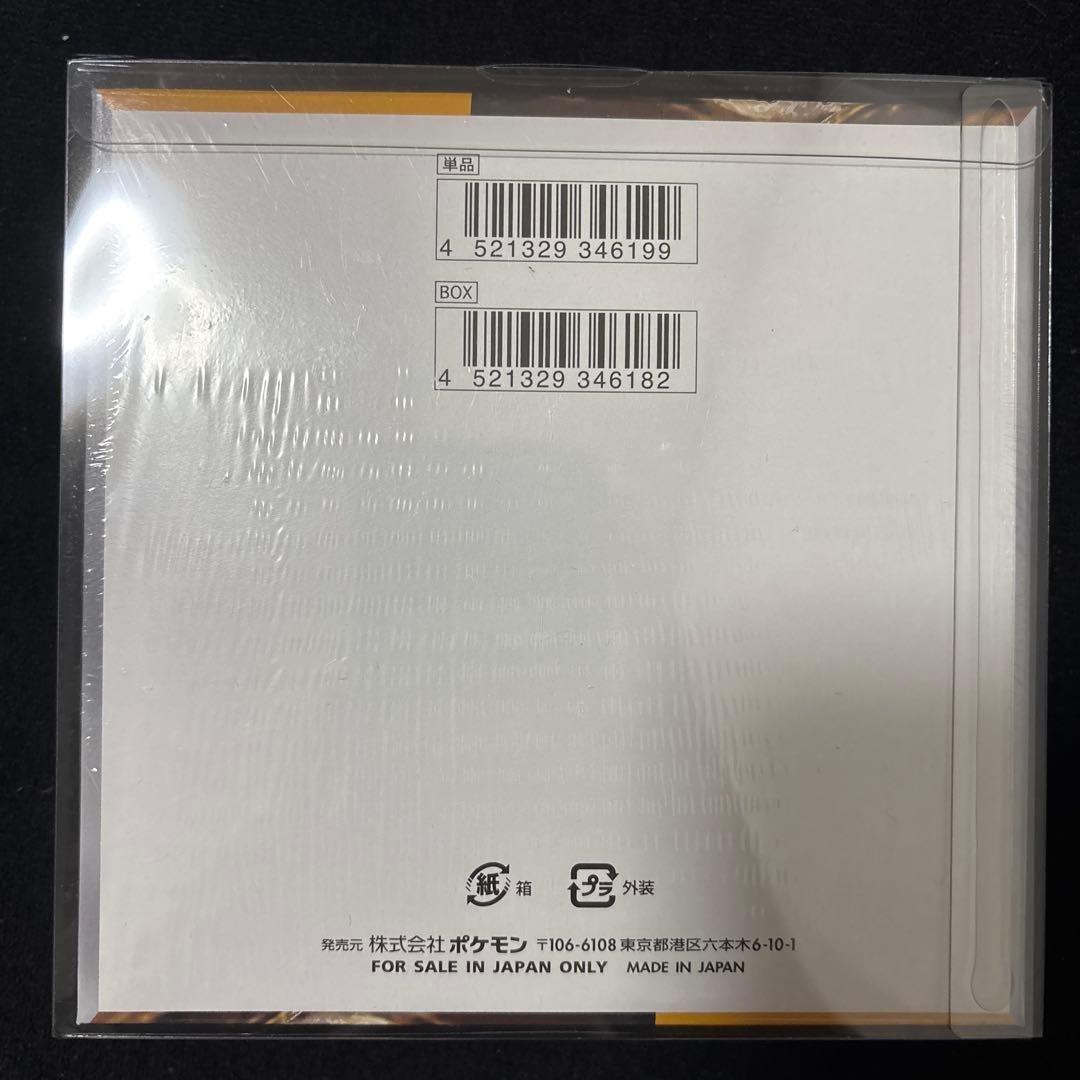 単品
4 521329 346199
BOX
4 521329 346182
紙 箱 プラ 外装
発売元 株式会社 ポケモン 〒106-6108 東京都港区六本木6-10-1
FOR SALE IN JAPAN ONLY MADE IN JAPAN